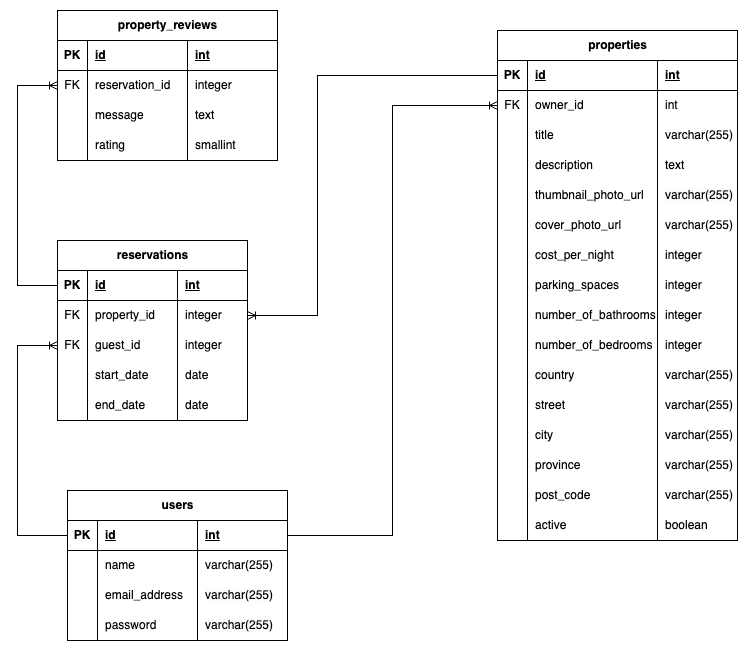 property_reviews
PK id int
FK reservation_id integer
message text
rating smallint
reservations
PK id int
FK property_id integer
FK guest_id integer
start_date date
end_date date
users
PK id int
name varchar(255)
email_address varchar(255)
password varchar(255)
properties
PK id int
FK owner_id int
title varchar(255)
description text
thumbnail_photo_url varchar(255)
cover_photo_url varchar(255)
cost_per_night integer
parking_spaces integer
number_of_bathrooms integer
number_of_bedrooms integer
country varchar(255)
street varchar(255)
city varchar(255)
province varchar(255)
post_code varchar(255)
active boolean